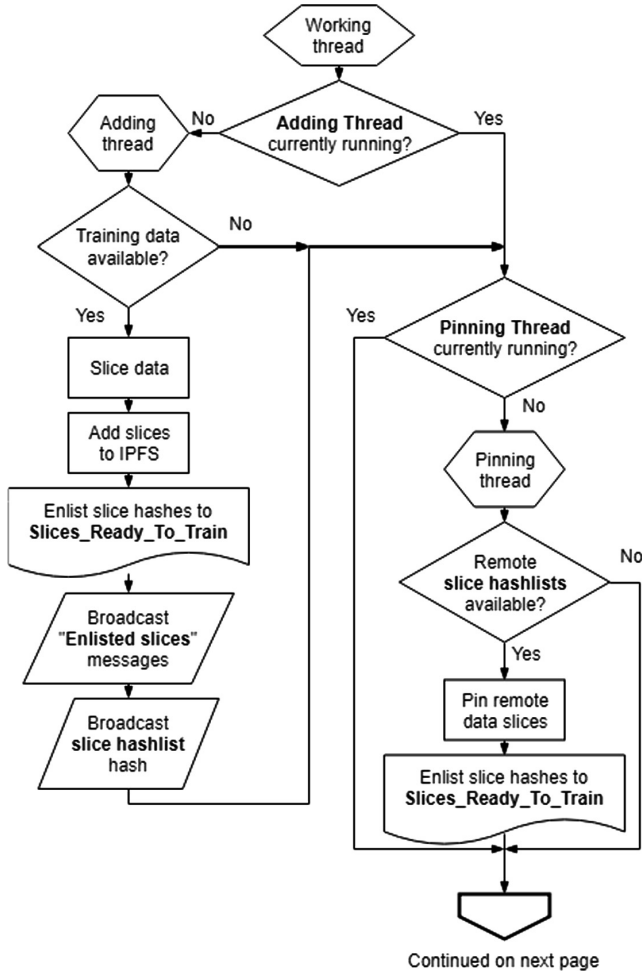 Working
thread
No
Adding Thread
currently running?
Yes
Adding
thread
Training data
available?
No
Yes
Slice data
Add slices
to IPFS
Enlist slice hashes to
Slices_Ready_To_Train
Broadcast
"Enlisted slices"
messages
Broadcast
slice hashlist
hash
Yes
Pinning Thread
currently running?
No
Pinning
thread
Remote
slice hashlists
available?
No
Yes
Pin remote
data slices
Enlist slice hashes to
Slices_Ready_To_Train
Continued on next page